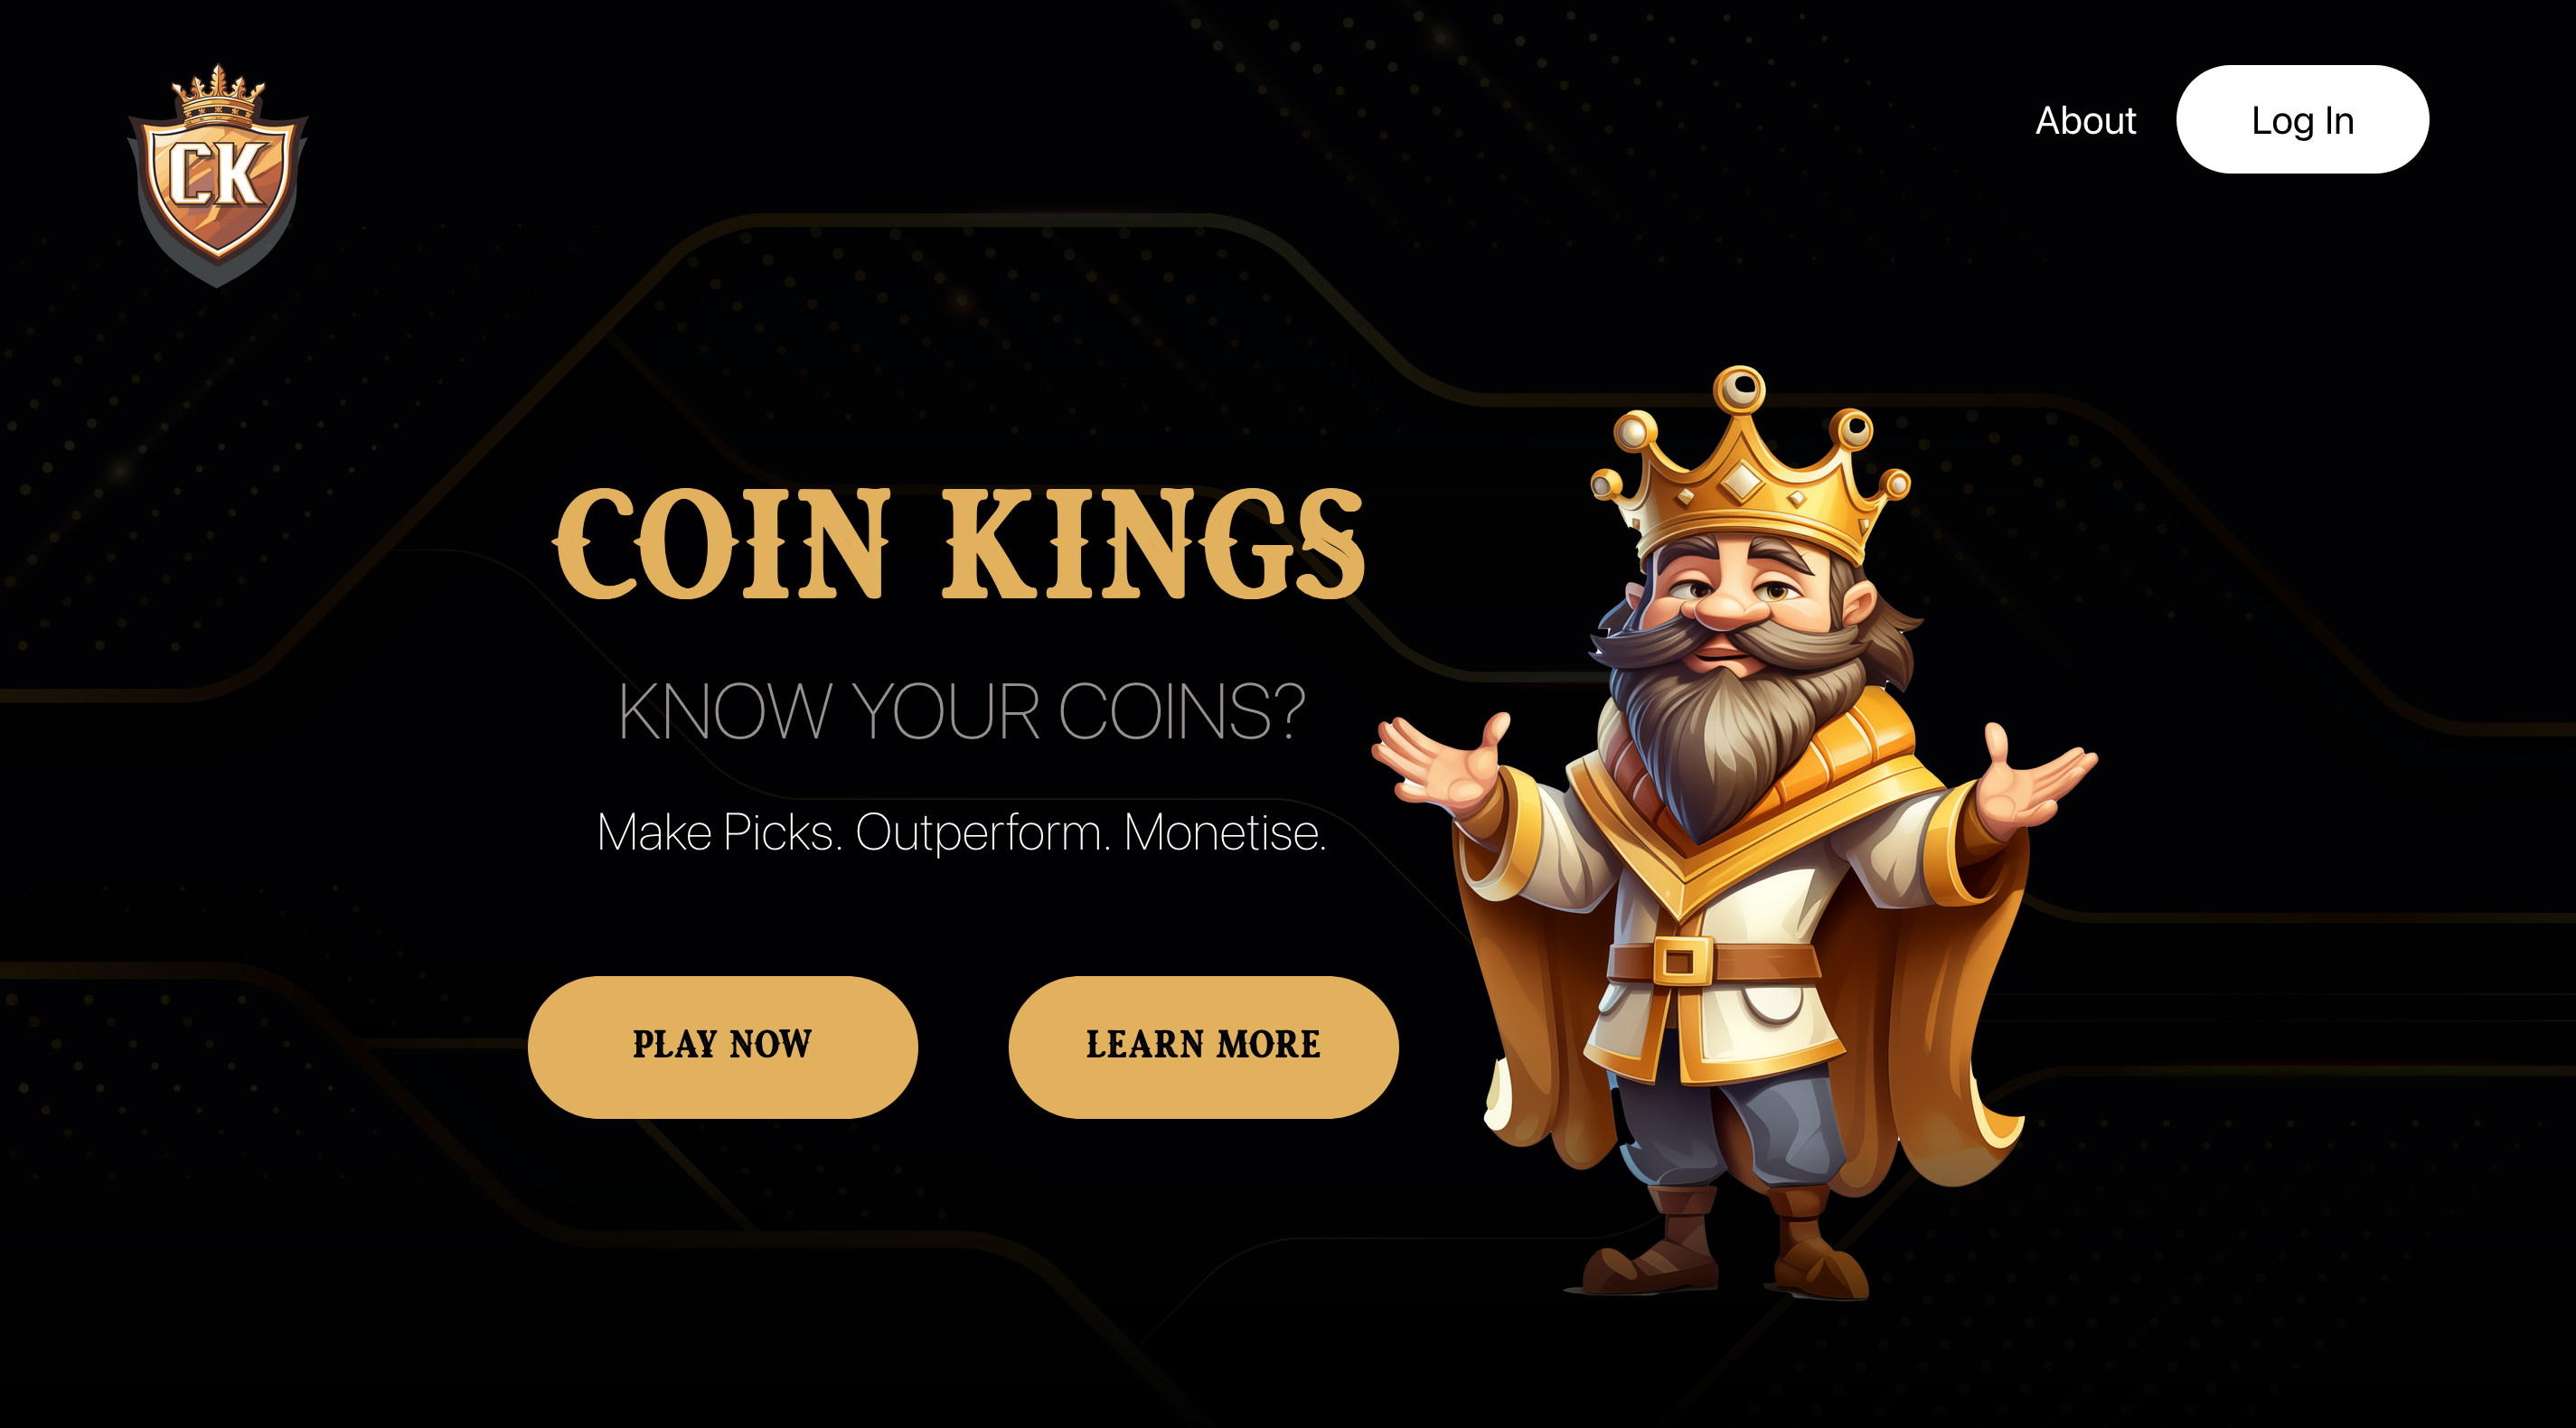 CK
About
Log In
COIN KINGS
KNOW YOUR COINS?
Make Picks. Outperform. Monetise.
PLAY NOW
LEARN MORE